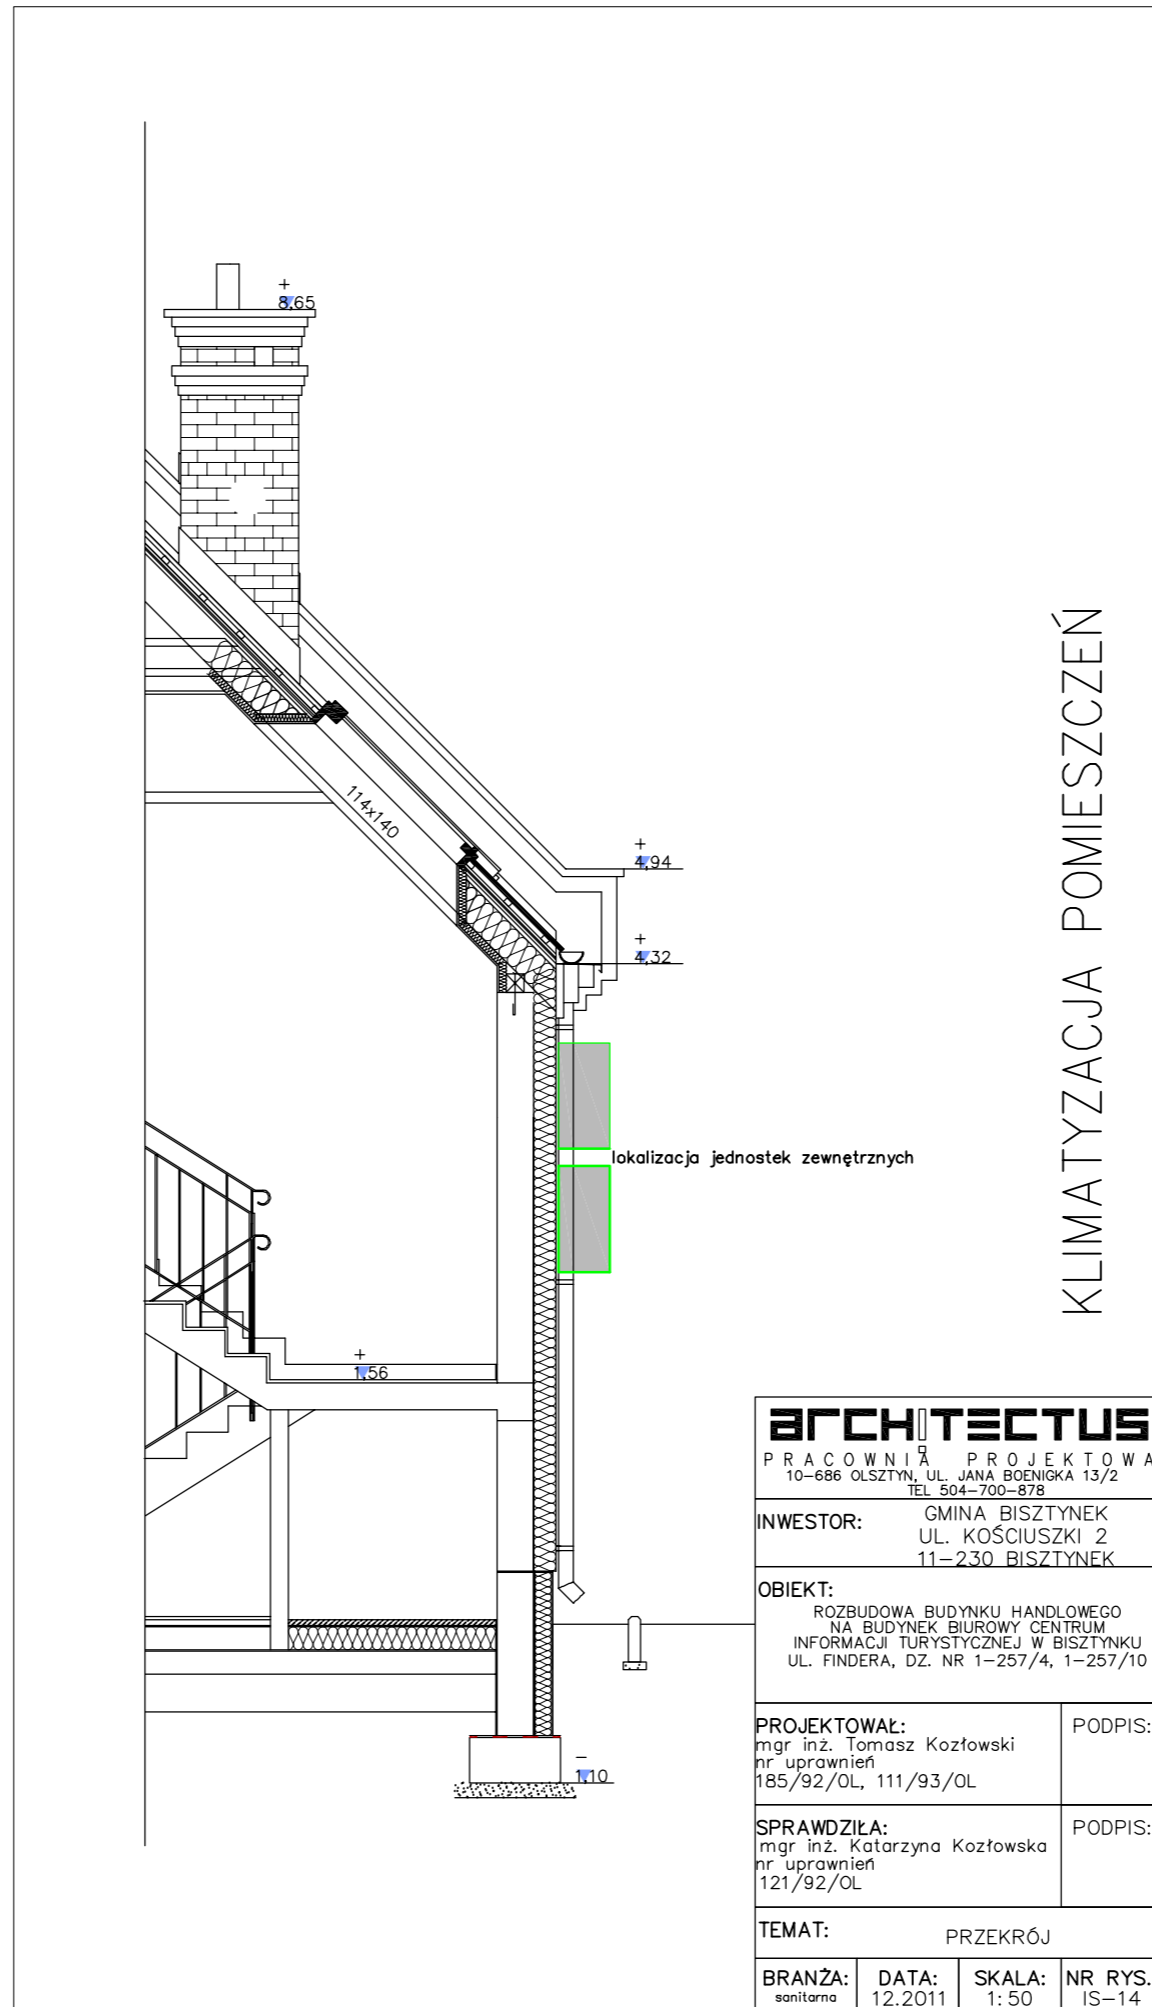 +
8,65
114x140
+
4,94
+
4,32
lokalizacja jednostek zewnętrznych
+
1,56
−
1,10
KLIMATYZACJA POMIESZCZEŃ
ARCHITECTUS
PRACOWNIA PROJEKTOWA
10-686 OLSZTYN, UL. JANA BOENIGKA 13/2
TEL 504-700-878
INWESTOR:
GMINA BISZTYNEK
UL. KOŚCIUSZKI 2
11-230 BISZTYNEK
OBIEKT:
ROZBUDOWA BUDYNKU HANDLOWEGO
NA BUDYNEK BIUROWY CENTRUM
INFORMACJI TURYSTYCZNEJ W BISZTYNKU
UL. FINDERA, DZ. NR 1-257/4, 1-257/10
PROJEKTOWAŁ: PODPIS:
mgr inż. Tomasz Kozłowski
nr uprawnień
185/92/OL, 111/93/OL
SPRAWDZIŁA: PODPIS:
mgr inż. Katarzyna Kozłowska
nr uprawnień
121/92/OL
TEMAT: PRZEKRÓJ
BRANŻA: DATA: SKALA: NR RYS.
sanitarna 12.2011 1:50 IS-14